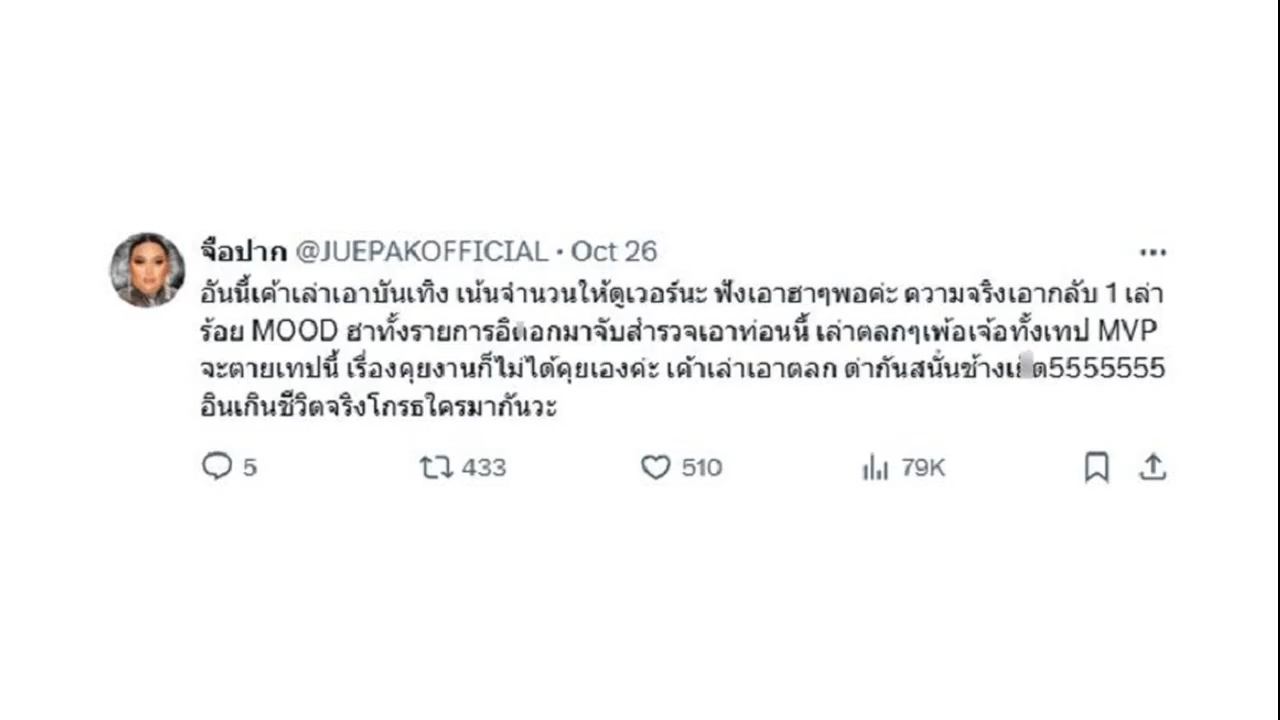 จือปาก @JUEPAKOFFICIAL · Oct 26
อันนี้เค้าเล่าเอาบันเทิง เน้นจำนวนให้ดูเวอร์นะ ฟังเอาฮาๆพอค่ะ ความจริงเอากลับ 1 เล่า
ร้อย MOOD ฮาทั้งรายการมาจับสำรวจเอาท่อนนี้ เล่าตลกๆเพ้อเจ้อทั้งเทป MVP
จะตายเทปนี้ เรื่องคุยงานก็ไม่ได้คุยเองค่ะ เค้าเล่าเอาตลก ด่ากันสนั่นช้าง5555555
อินเกินชีวิตจริงโกรธใครมากันวะ
5 433 510 79K